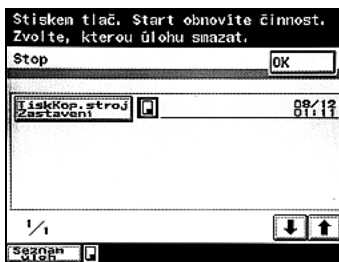 Stiskem tlač. Start obnovíte činnost.
Zvolte, kterou úlohu smazat.
Stop
OK
TiskKop.stroj
Zastavení
08/12
01:11
1/1
Seznam
úloh